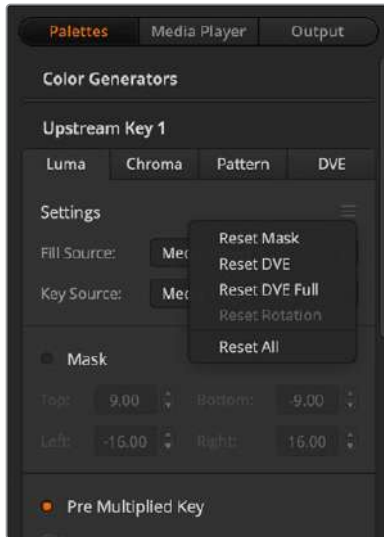 Palettes Media Player Output
Color Generators
Upstream Key 1
Luma Chroma Pattern DVE
Settings
Reset Mask
Fill Source: Med
Reset DVE
Reset DVE Full
Key Source: Med
Reset Rotation
Reset All
Mask
Top: 9.00 Bottom: -9.00
Left: -16.00 Right: 16.00
Pre Multiplied Key